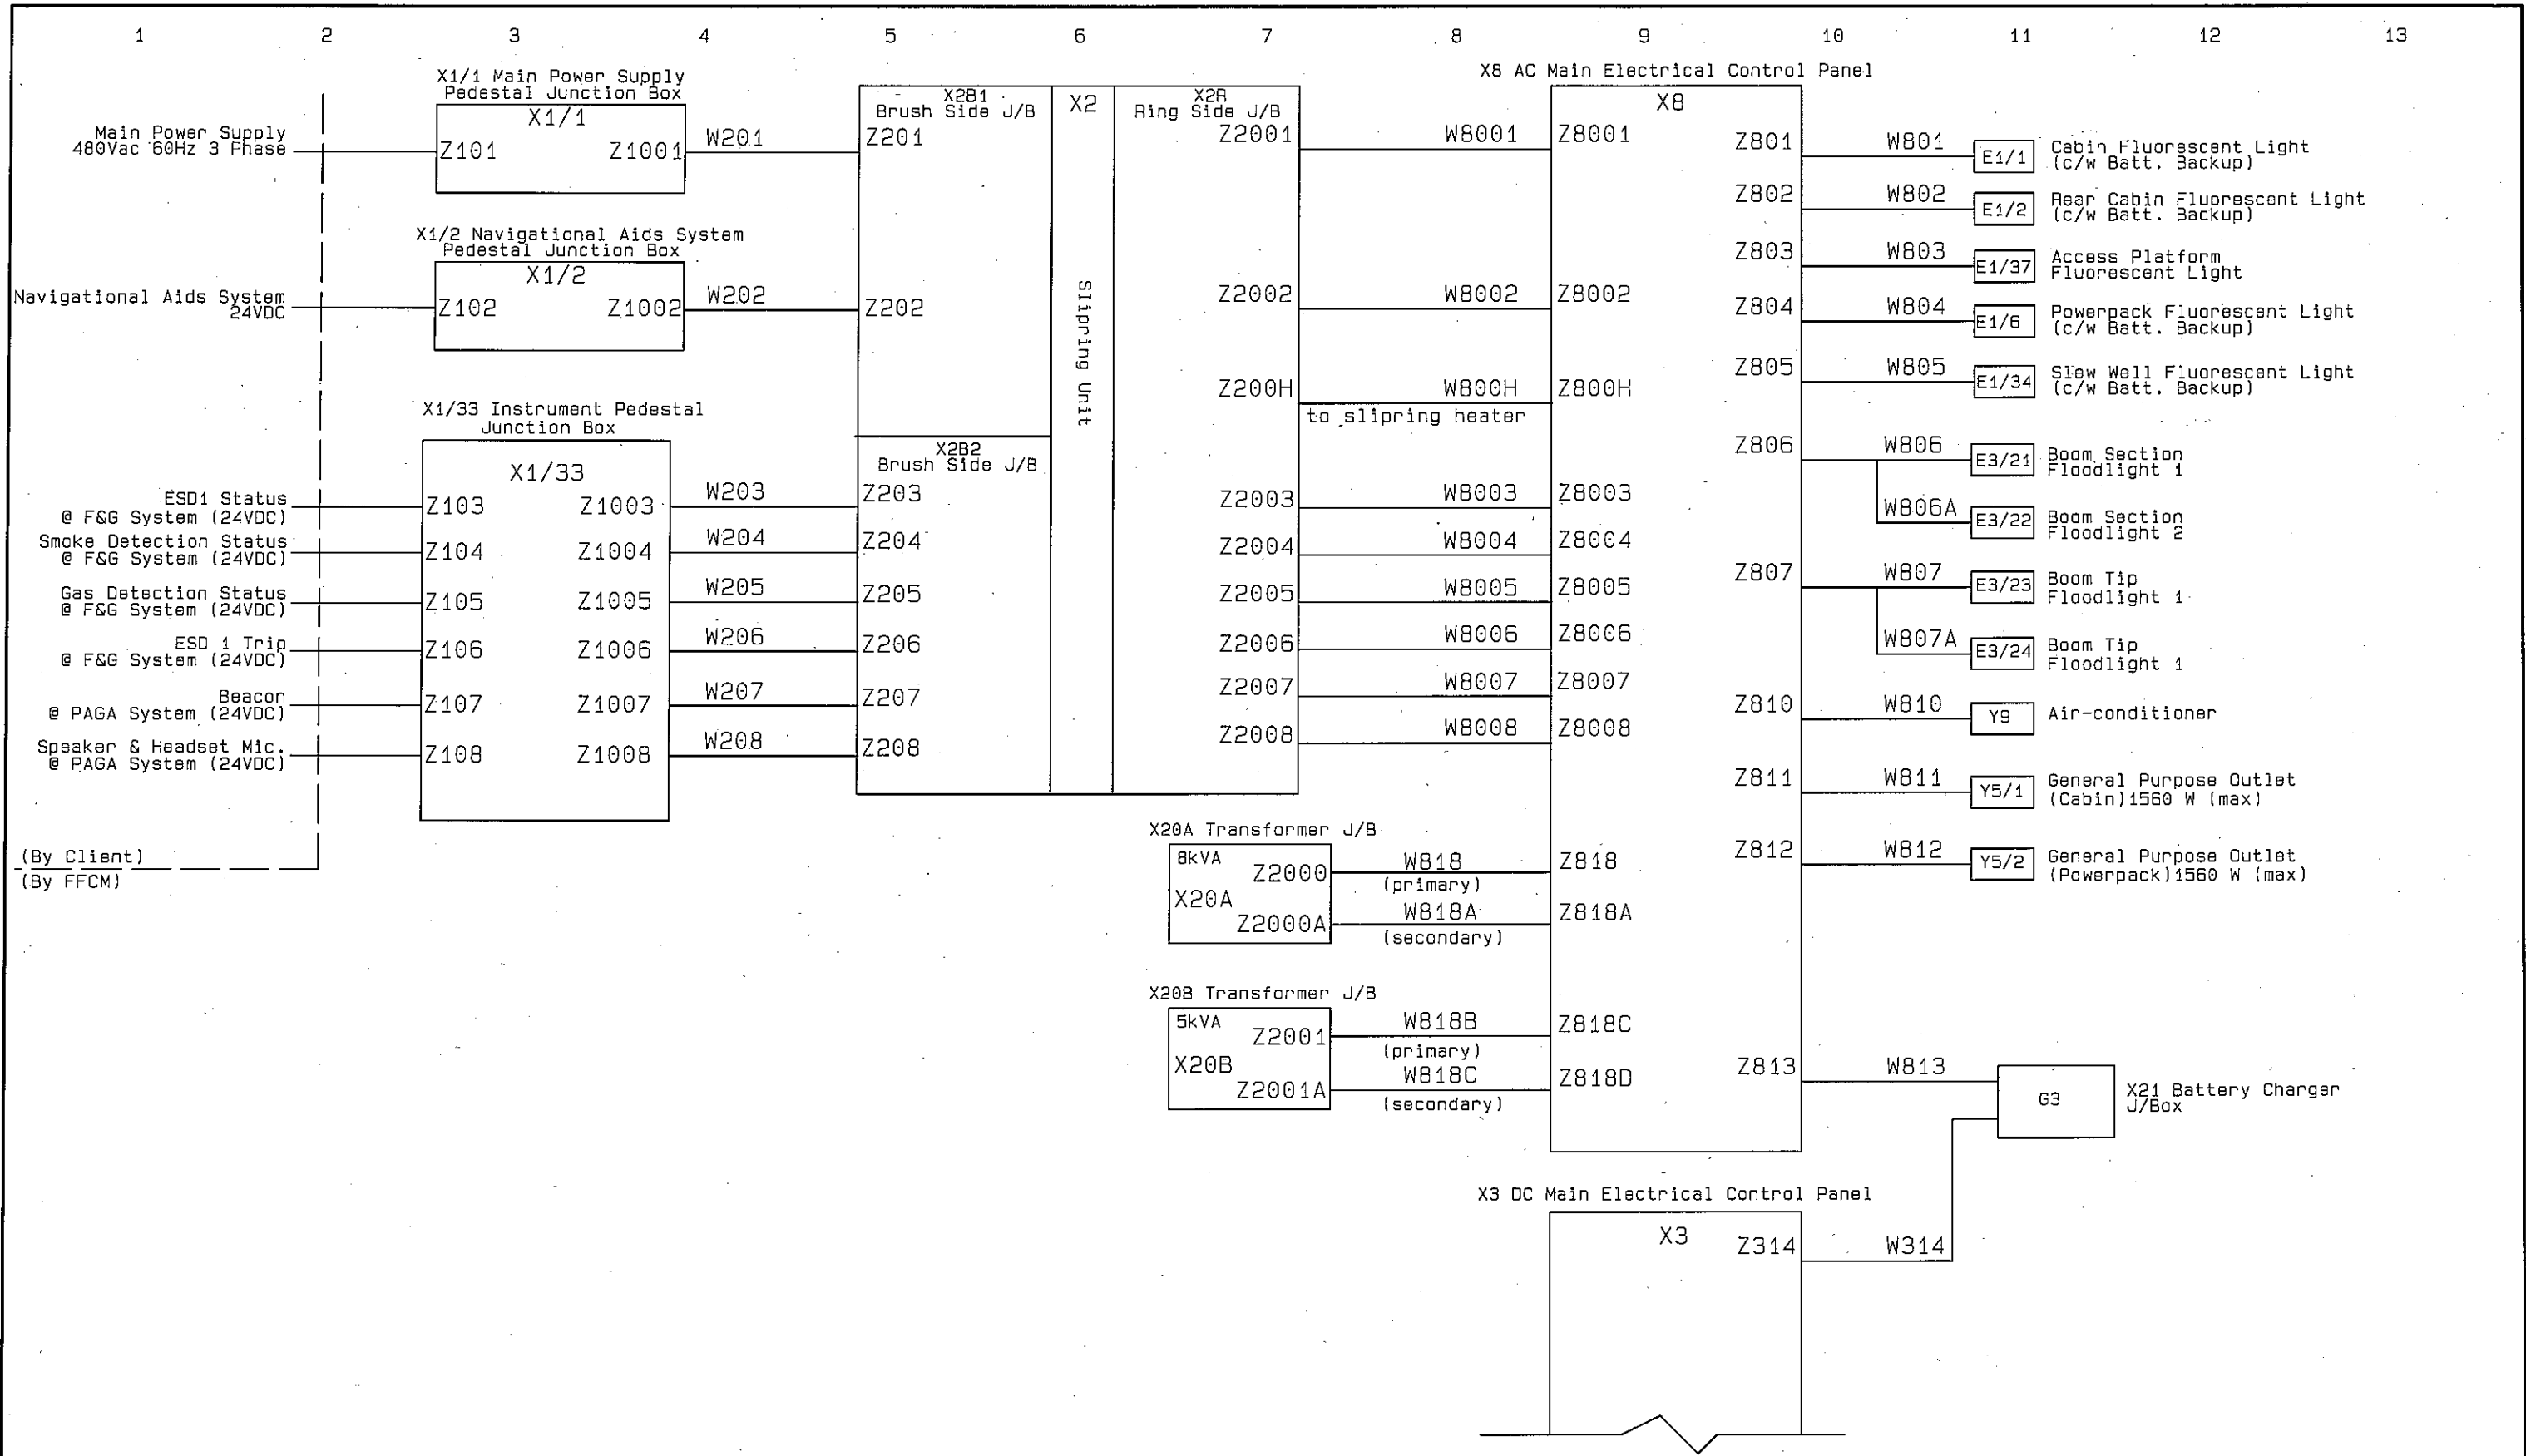 1 2 3 4 5 6 7 8 9 10 11 12 13
Main Power Supply
480Vac 60Hz 3 Phase
Navigational Aids System
24VDC
ESD1 Status
@ F&G System (24VDC)
Smoke Detection Status
@ F&G System (24VDC)
Gas Detection Status
@ F&G System (24VDC)
ESD 1 Trip
@ F&G System (24VDC)
Beacon
@ PAGA System (24VDC)
Speaker & Headset Mic.
@ PAGA System (24VDC)
(By Client)
(By FFCM)
X1/1 Main Power Supply
Pedestal Junction Box
X1/1
Z101 Z1001
W201
X1/2 Navigational Aids System
Pedestal Junction Box
X1/2
Z102 Z1002
W202
X1/33 Instrument Pedestal
Junction Box
X1/33
Z103 Z1003
W203
Z104 Z1004
W204
Z105 Z1005
W205
Z106 Z1006
W206
Z107 Z1007
W207
Z108 Z1008
W208
X2B1
Brush Side J/B
Z201
Z202
X2B2
Brush Side J/B
Z203
Z204
Z205
Z206
Z207
Z208
X2
Slipring Unit
X2R
Ring Side J/B
Z2001
Z2002
Z200H
Z2003
Z2004
Z2005
Z2006
Z2007
Z2008
W8001
W8002
W800H
to slipring heater
W8003
W8004
W8005
W8006
W8007
W8008
X20A Transformer J/B
8kVA
Z2000
X20A
Z2000A
W818
(primary)
W818A
(secondary)
X20B Transformer J/B
5kVA
Z2001
X20B
Z2001A
W818B
(primary)
W818C
(secondary)
X8 AC Main Electrical Control Panel
X8
Z8001
Z8002
Z800H
Z8003
Z8004
Z8005
Z8006
Z8007
Z8008
Z818
Z818A
Z818C
Z818D
Z801 W801 E1/1
Cabin Fluorescent Light
(c/w Batt. Backup)
Z802 W802 E1/2
Rear Cabin Fluorescent Light
(c/w Batt. Backup)
Z803 W803 E1/37
Access Platform
Fluorescent Light
Z804 W804 E1/6
Powerpack Fluorescent Light
(c/w Batt. Backup)
Z805 W805 E1/34
Slew Well Fluorescent Light
(c/w Batt. Backup)
Z806 W806 E3/21
Boom Section
Floodlight 1
W806A E3/22
Boom Section
Floodlight 2
Z807 W807 E3/23
Boom Tip
Floodlight 1
W807A E3/24
Boom Tip
Floodlight 1
Z810 W810 Y9 Air-conditioner
Z811 W811 Y5/1
General Purpose Outlet
(Cabin)1560 W (max)
Z812 W812 Y5/2
General Purpose Outlet
(Powerpack)1560 W (max)
Z813 W813 G3
X21 Battery Charger
J/Box
X3 DC Main Electrical Control Panel
X3
Z314 W314